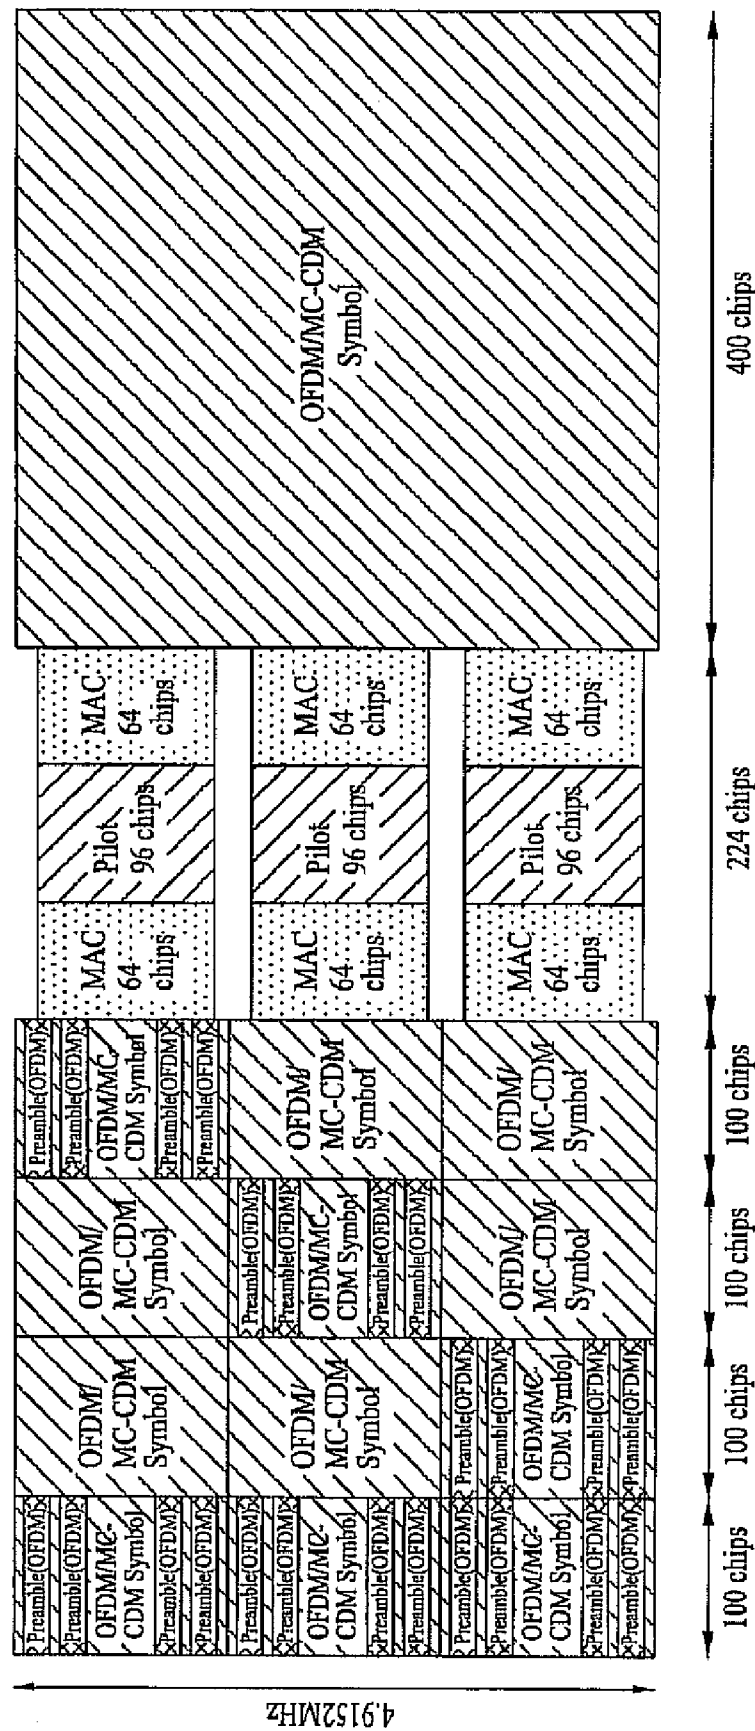 4.9152MHz
Preamble(OFDM)
Preamble(OFDM)
OFDM/MC-
CDM Symbol
Preamble(OFDM)
Preamble(OFDM)
Preamble(OFDM)
Preamble(OFDM)
OFDM/MC-
CDM Symbol
Preamble(OFDM)
Preamble(OFDM)
Preamble(OFDM)
Preamble(OFDM)
OFDM/MC-
CDM Symbol
Preamble(OFDM)
Preamble(OFDM)
OFDM/
MC-CDM
Symbol
OFDM/
MC-CDM
Symbol
Preamble(OFDM)
Preamble(OFDM)
OFDM/MC-
CDM Symbol
Preamble(OFDM)
Preamble(OFDM)
OFDM/
MC-CDM
Symbol
Preamble(OFDM)
Preamble(OFDM)
OFDM/MC-
CDM Symbol
Preamble(OFDM)
Preamble(OFDM)
OFDM/
MC-CDM
Symbol
Preamble(OFDM)
Preamble(OFDM)
OFDM/MC-
CDM Symbol
Preamble(OFDM)
Preamble(OFDM)
OFDM/
MC-CDM
Symbol
OFDM/
MC-CDM
Symbol
MAC
64
chips
Pilot
96 chips
MAC
64
chips
MAC
64
chips
Pilot
96 chips
MAC
64
chips
MAC
64
chips
Pilot
96 chips
MAC
64
chips
OFDM/MC-CDM
Symbol
100 chips
100 chips
100 chips
100 chips
224 chips
400 chips